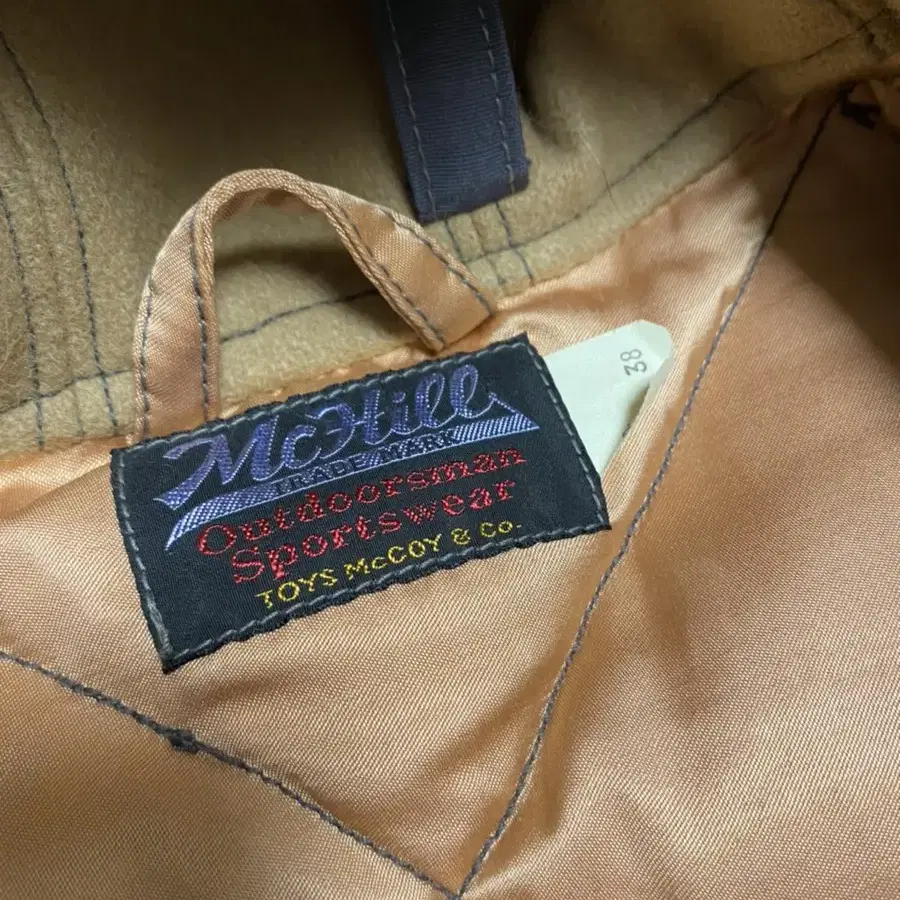 McHill
TRADE MARK
Outdoorsman
Sportswear
TOYS McCOY & Co.
38